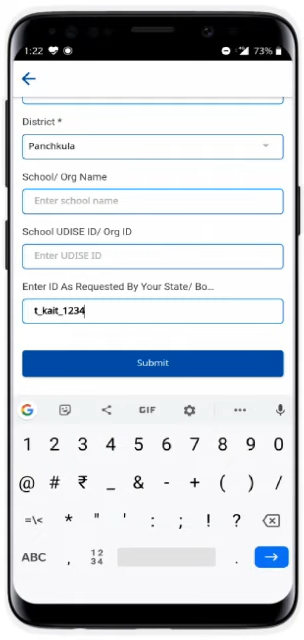 1:22
73%
District *
Panchkula
School/ Org Name
Enter school name
School UDISE ID/ Org ID
Enter UDISE ID
Enter ID As Requested By Your State/ Bo...
t_kait_1234
Submit
G GIF ...
1 2 3 4 5 6 7 8 9 0
@ # ₹ _ & - + ( ) /
=\< * " ' : ; ! ?
ABC , 12 34 .